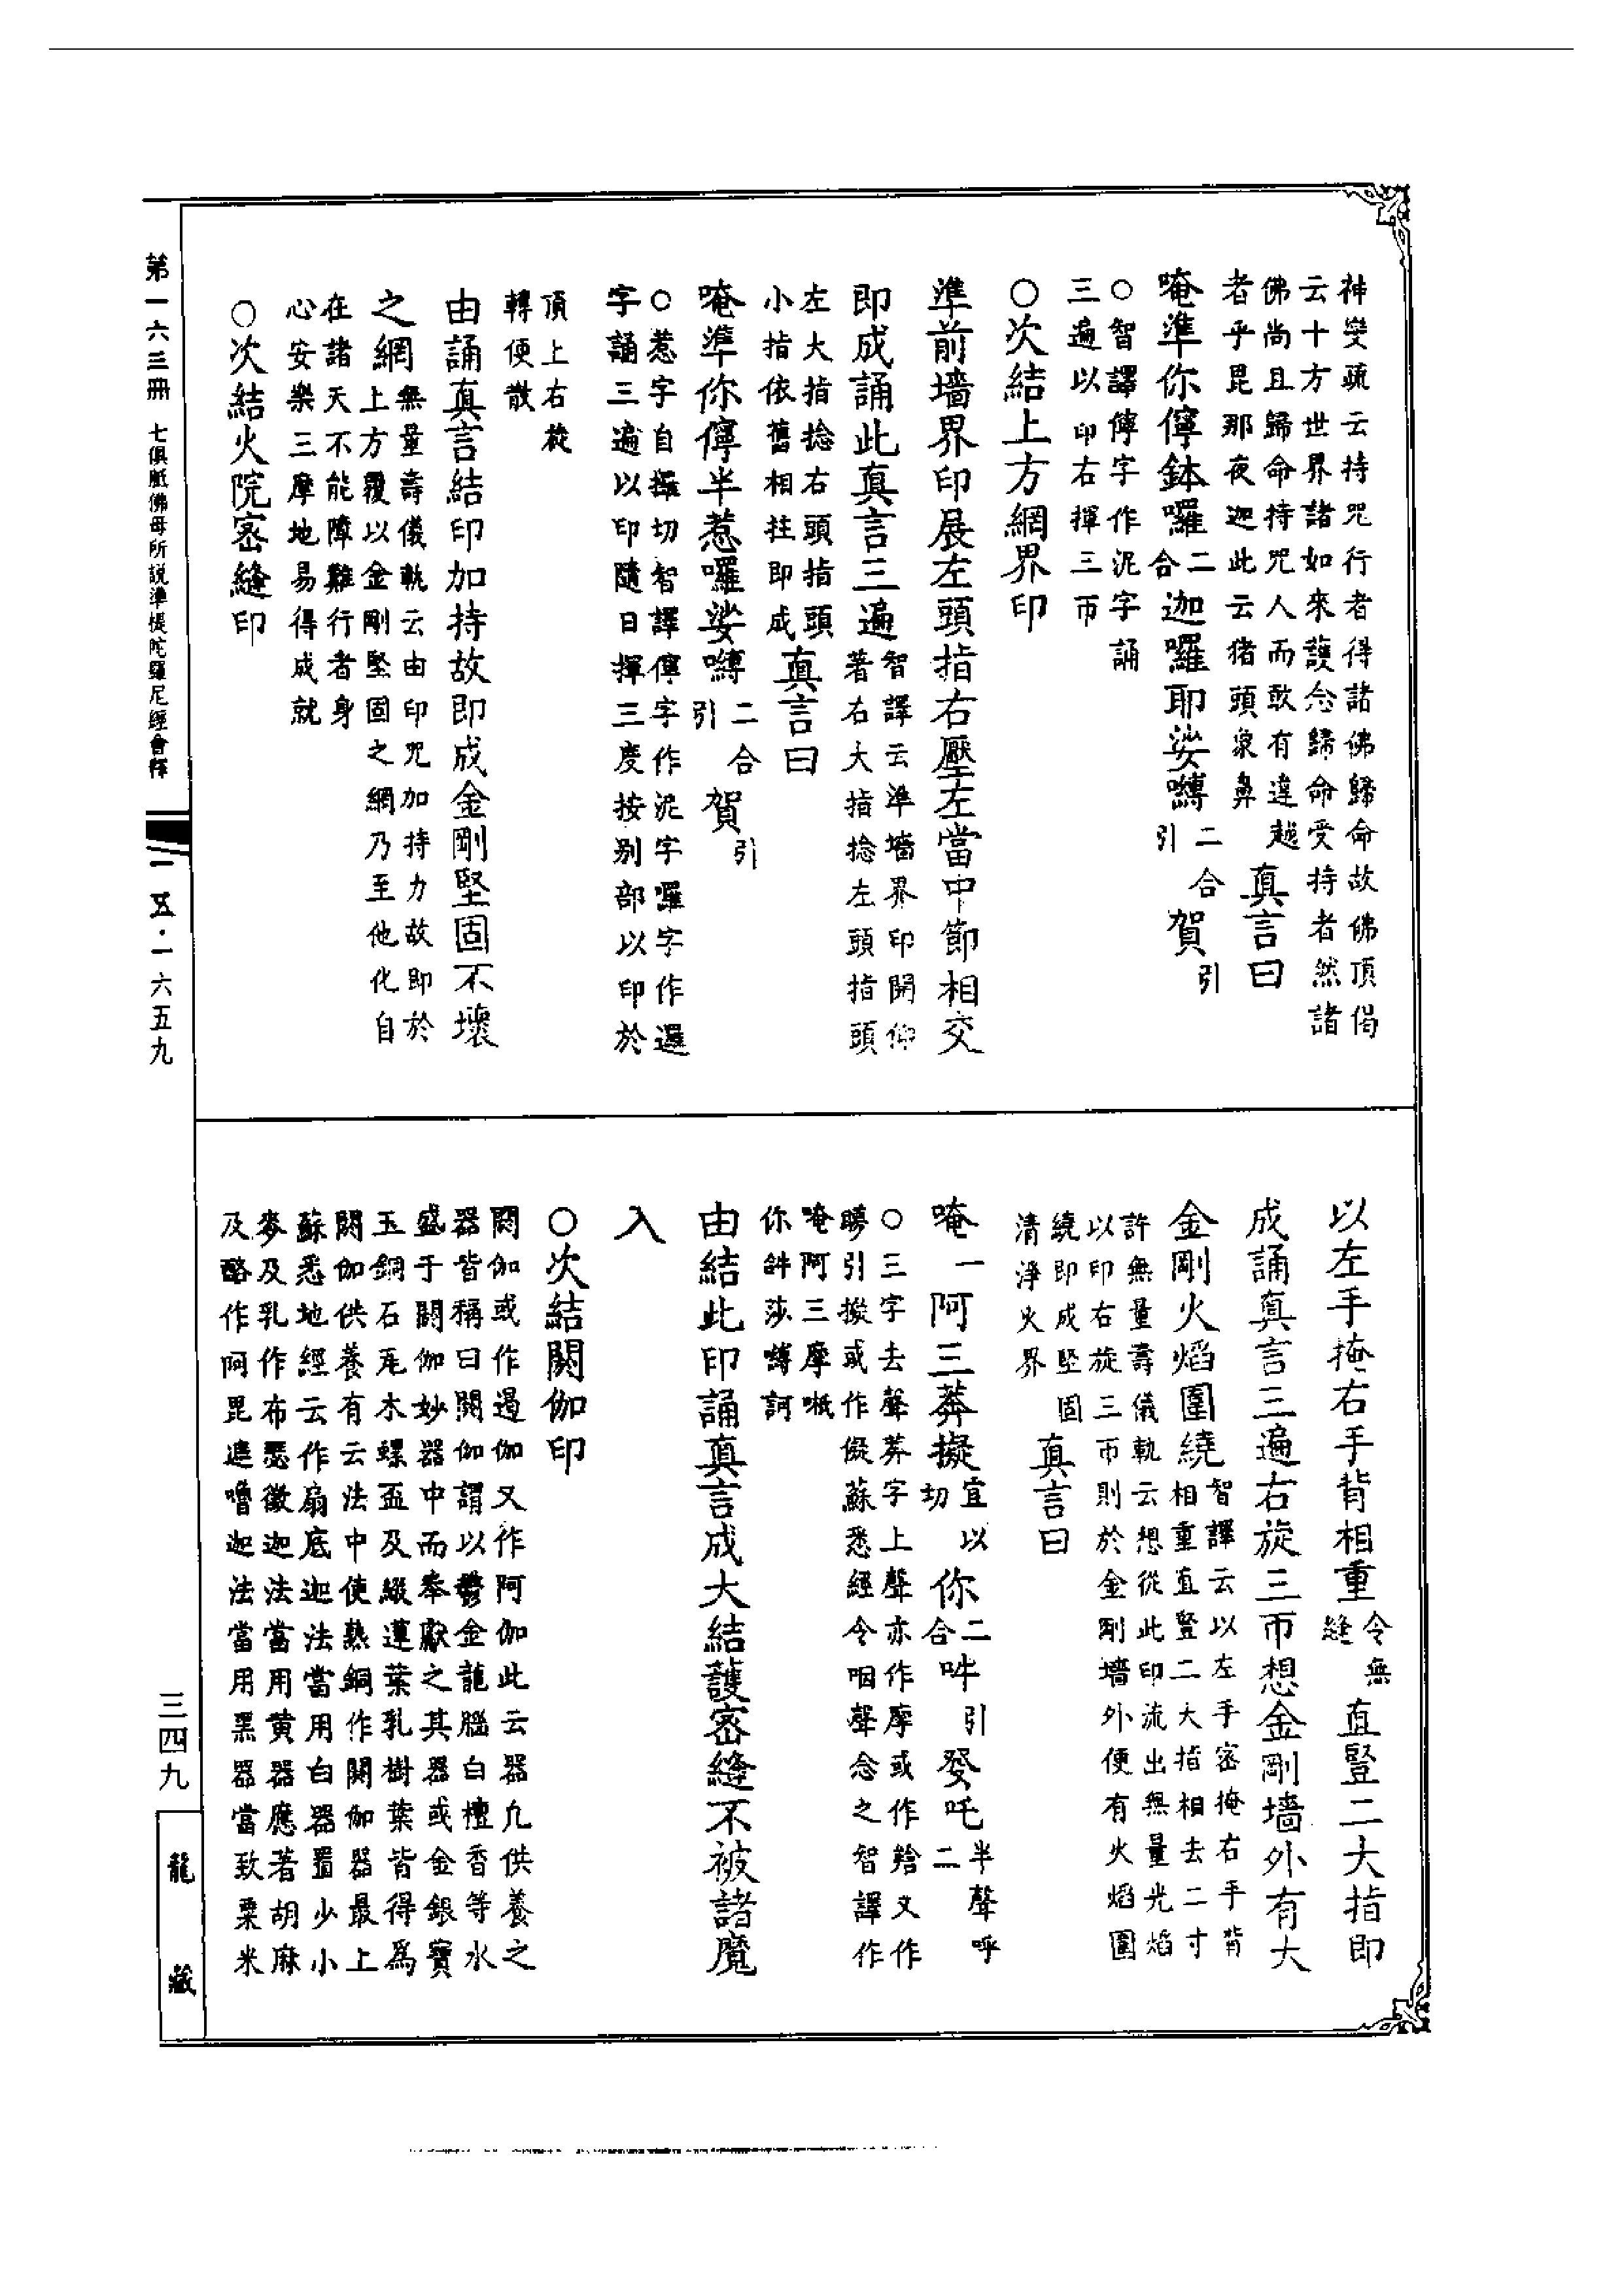 神變疏云持咒行者得諸佛歸命故佛頂偈
云十方世界諸如來護念歸命受持者然諸
佛尚且歸命持咒人而敢有違越
者乎毘那夜迦此云猪頭象鼻真言曰
唵準你儜鉢囉二合迦囉耶娑嚩二合引賀引
○智譯儜字作泥字誦
三遍以印右揮三帀
○次結上方網界印
準前墻界印展左頭指右壓左當中節相交
即成誦此真言三遍智譯云準墻界印開仰著右大指捻左頭指頭
左大指捻右頭指頭小指依舊相拄即成真言曰
唵準你儜半惹囉娑嚩二合引賀引
○惹字自攞切智譯儜字作泥字囉字作邏
字誦三遍以印隨日揮三度按别部以印於
頂上右旋
轉便散
由誦真言結印加持故即成金剛堅固不壞
之網無量壽儀軌云由印咒加持力故即於上方覆以金剛堅固之網乃至他化自
在諸天不能障難行者身
心安樂三摩地易得成就
○次結火院密縫印
以左手掩右手背相重令無縫直豎二大指即
成誦真言三遍右旋三帀想金剛墻外有大
金剛火焰圍繞智譯云以左手密掩右手背相重直豎二大指相去二寸
許無量壽儀軌云想從此印流出無量光焰
以印右旋三帀則於金剛墻外便有火焰圍
繞即成堅固
清淨火界真言曰
唵一阿三莽擬宜以切你二合吽引發吒半聲呼二
○三字去聲莽字上聲亦作摩或作㧬又作
聹引擬或作儗蘇悉經令咽聲念之智譯作
唵阿三摩祇
你䤈莎嚩訶
由結此印誦真言成大結護密縫不被諸魔
入
○次結閼伽印
閼伽或作遏伽又作阿伽此云器凡供養之
器皆稱曰閼伽謂以鬱金龍腦白檀香等水
盛于閼伽妙器中而奉獻之其器或金銀寶
玉銅石瓦木螺盃及綴蓮葉乳樹葉皆得爲
閼伽供養有云法中使熟銅作閼伽器最上
蘇悉地經云作扇底迦法當用白器置少小
麥及乳作布瑟徵迦法當用黄器應著胡麻
及酪作阿毘遮嚕迦法當用黑器當致粟米
第一六三册 七俱胝佛母所説準提陀羅尼經會釋
一五·一六五九
三四九
龍藏